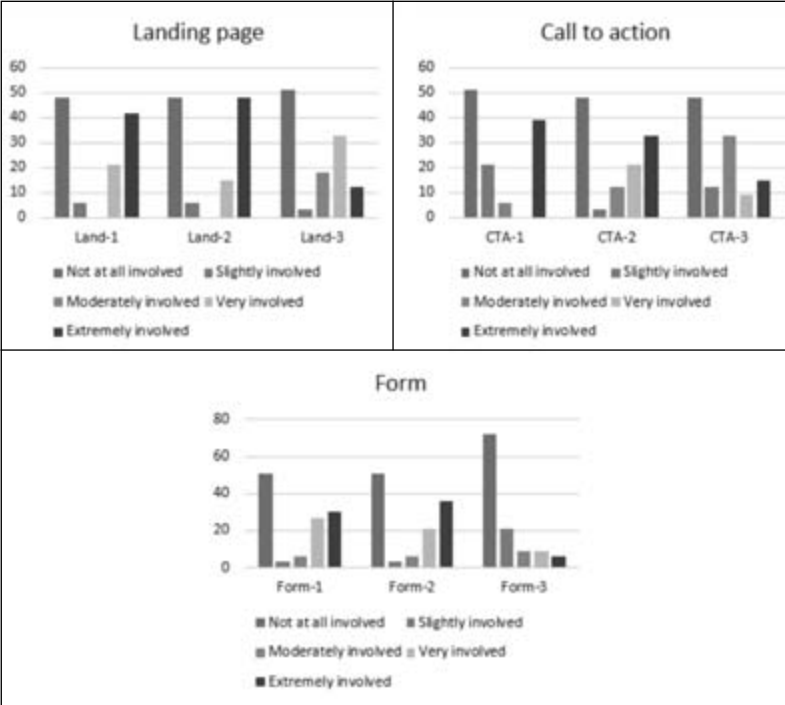 Landing page
60
50
40
30
20
10
0
Land-1 Land-2 Land-3
Not at all involved Slightly involved
Moderately involved Very involved
Extremely involved
Call to action
60
50
40
30
20
10
0
CTA-1 CTA-2 CTA-3
Not at all involved Slightly involved
Moderately involved Very involved
Extremely involved
Form
80
60
40
20
0
Form-1 Form-2 Form-3
Not at all involved Slightly involved
Moderately involved Very involved
Extremely involved